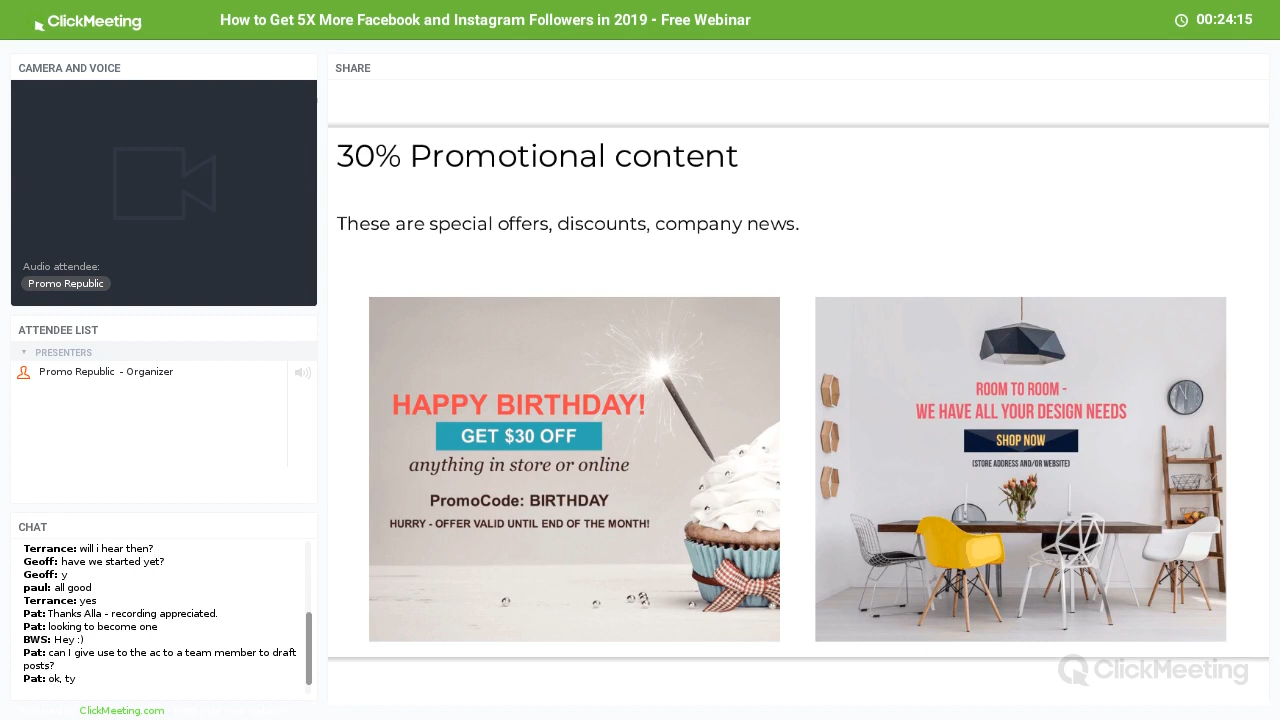 ClickMeeting
How to Get 5X More Facebook and Instagram Followers in 2019 - Free Webinar
00:24:15
CAMERA AND VOICE
Audio attendee:
Promo Republic
ATTENDEE LIST
PRESENTERS
Promo Republic - Organizer
CHAT
Terrance: will i hear then?
Geoff: have we started yet?
Geoff: y
paul: all good
Terrance: yes
Pat: Thanks Alla - recording appreciated.
Pat: looking to become one
BWS: Hey :)
Pat: can I give use to the ac to a team member to draft
posts?
Pat: ok, ty
ClickMeeting.com
SHARE
30% Promotional content
These are special offers, discounts, company news.
HAPPY BIRTHDAY!
GET $30 OFF
anything in store or online
PromoCode: BIRTHDAY
HURRY - OFFER VALID UNTIL END OF THE MONTH!
ROOM TO ROOM -
WE HAVE ALL YOUR DESIGN NEEDS
SHOP NOW
(STORE ADDRESS AND/OR WEBSITE)
ClickMeeting